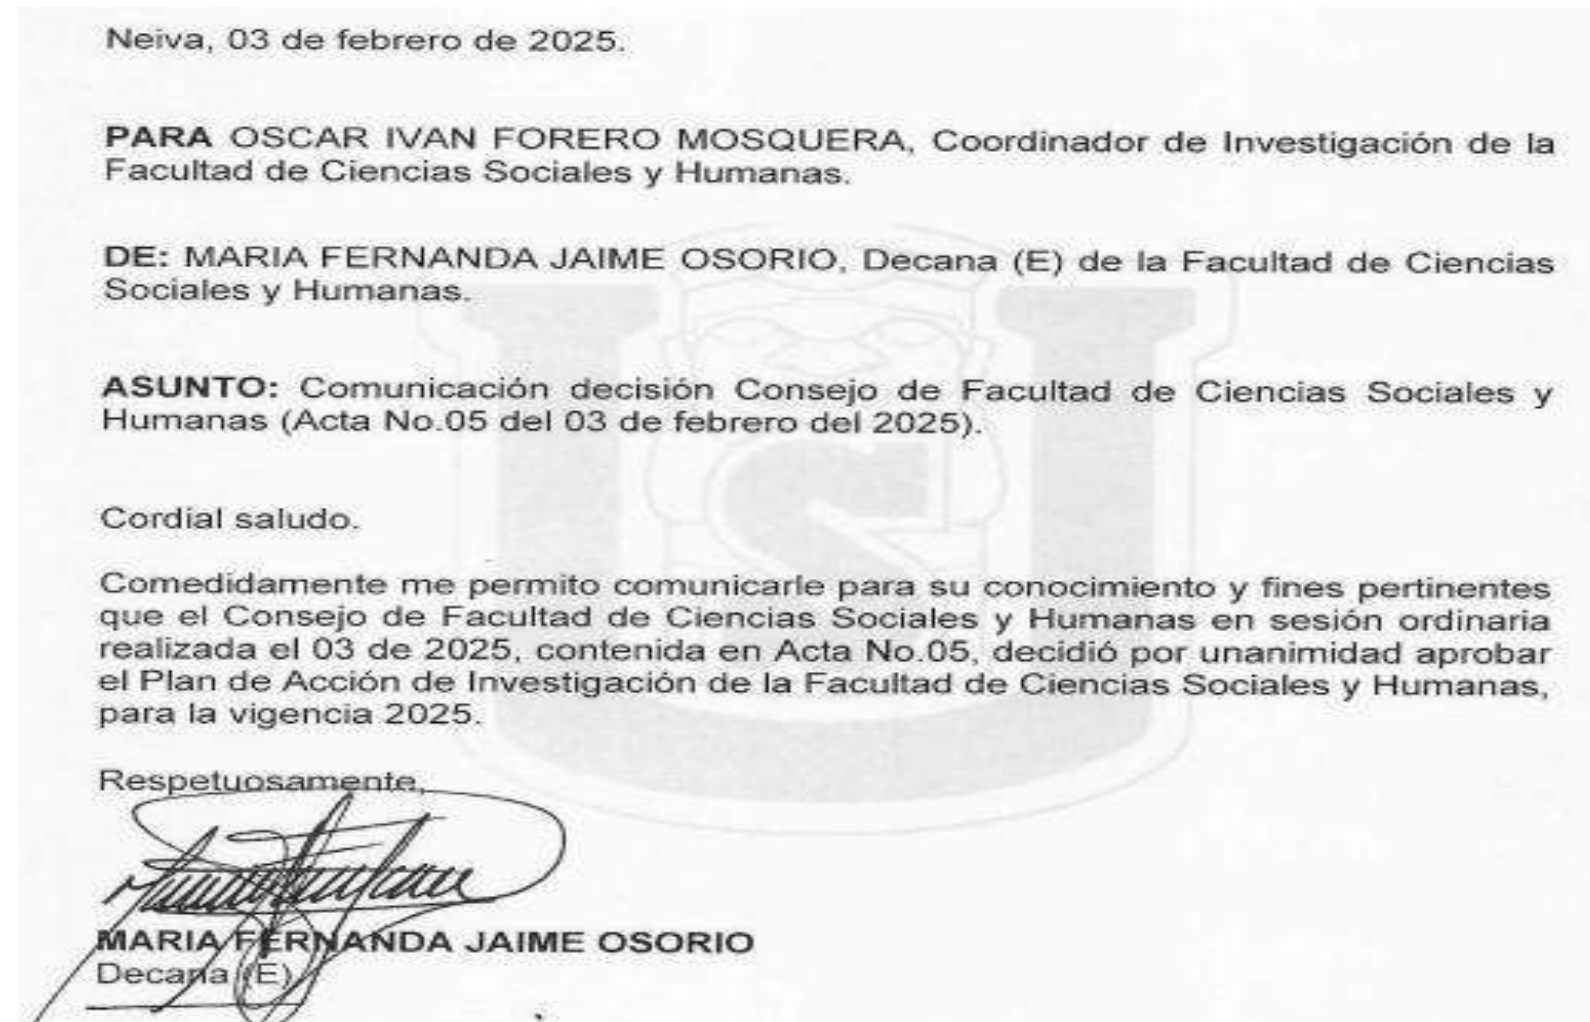 Neiva, 03 de febrero de 2025.
PARA OSCAR IVAN FORERO MOSQUERA, Coordinador de Investigación de la
Facultad de Ciencias Sociales y Humanas.
DE: MARIA FERNANDA JAIME OSORIO, Decana (E) de la Facultad de Ciencias
Sociales y Humanas.
ASUNTO: Comunicación decisión Consejo de Facultad de Ciencias Sociales y
Humanas (Acta No.05 del 03 de febrero del 2025).
Cordial saludo.
Comedidamente me permito comunicarle para su conocimiento y fines pertinentes
que el Consejo de Facultad de Ciencias Sociales y Humanas en sesión ordinaria
realizada el 03 de 2025, contenida en Acta No.05, decidió por unanimidad aprobar
el Plan de Acción de Investigación de la Facultad de Ciencias Sociales y Humanas,
para la vigencia 2025.
Respetuosamente,
MARIA FERNANDA JAIME OSORIO
Decana (E)